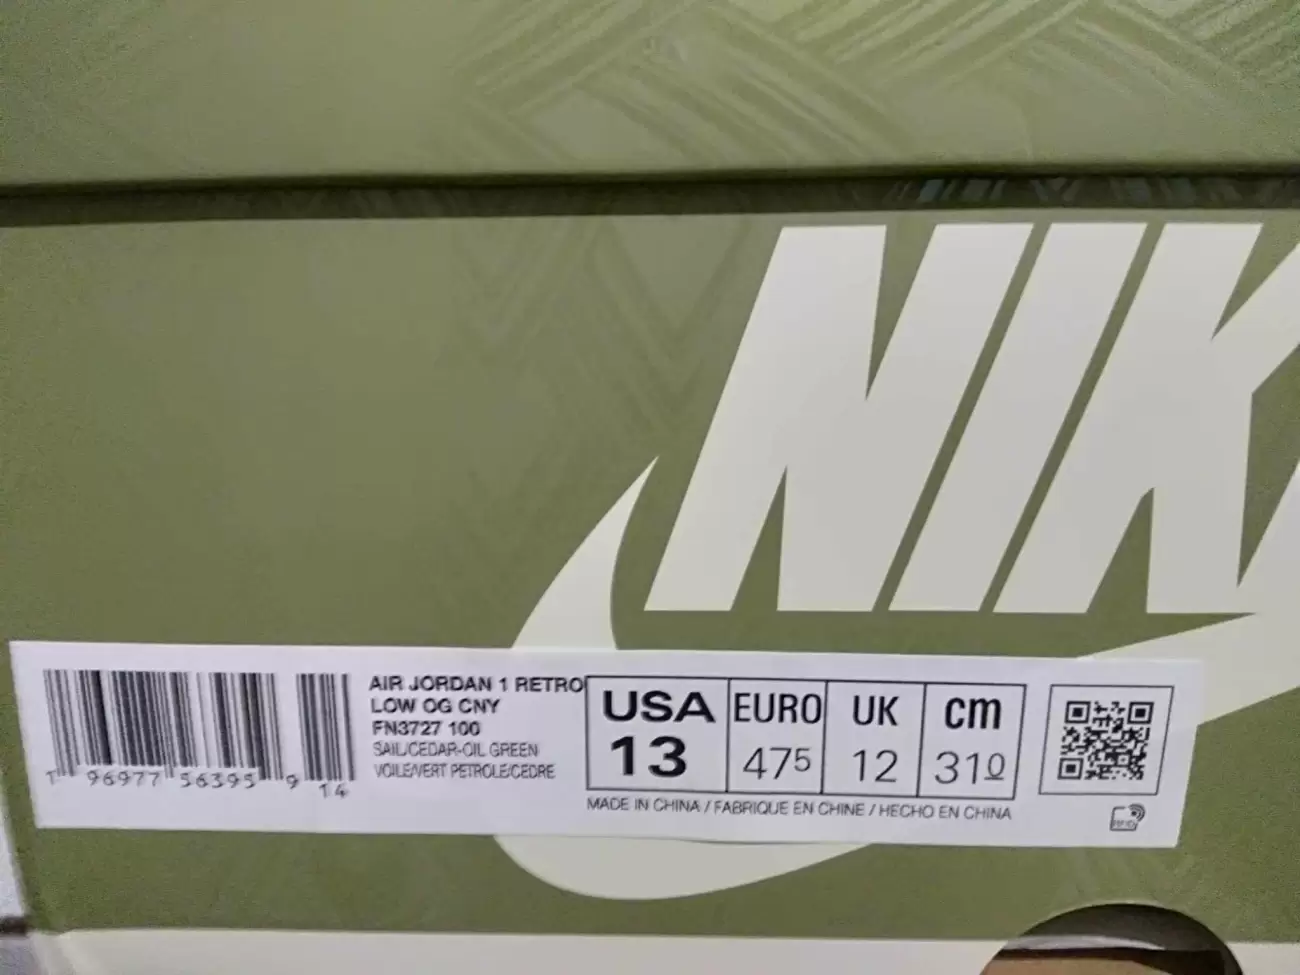 NIK
AIR JORDAN 1 RETRO
LOW OG CNY
FN3727 100
SAIL/CEDAR-OIL GREEN
VOILE/VERT PETROLE/CEDRE
1 96977 56395 9 14
USA EURO UK cm
13 475 12 310
MADE IN CHINA / FABRIQUE EN CHINE / HECHO EN CHINA
RFID